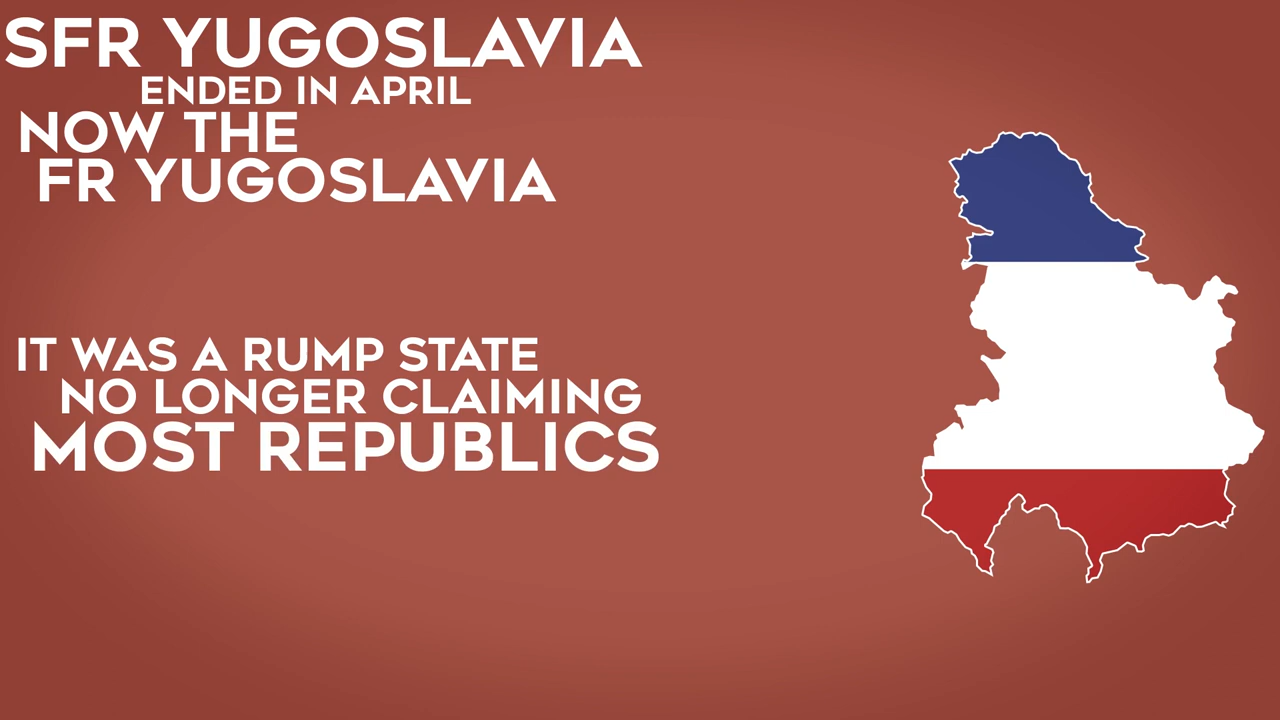 SFR YUGOSLAVIA
ENDED IN APRIL
NOW THE
FR YUGOSLAVIA
IT WAS A RUMP STATE
NO LONGER CLAIMING
MOST REPUBLICS